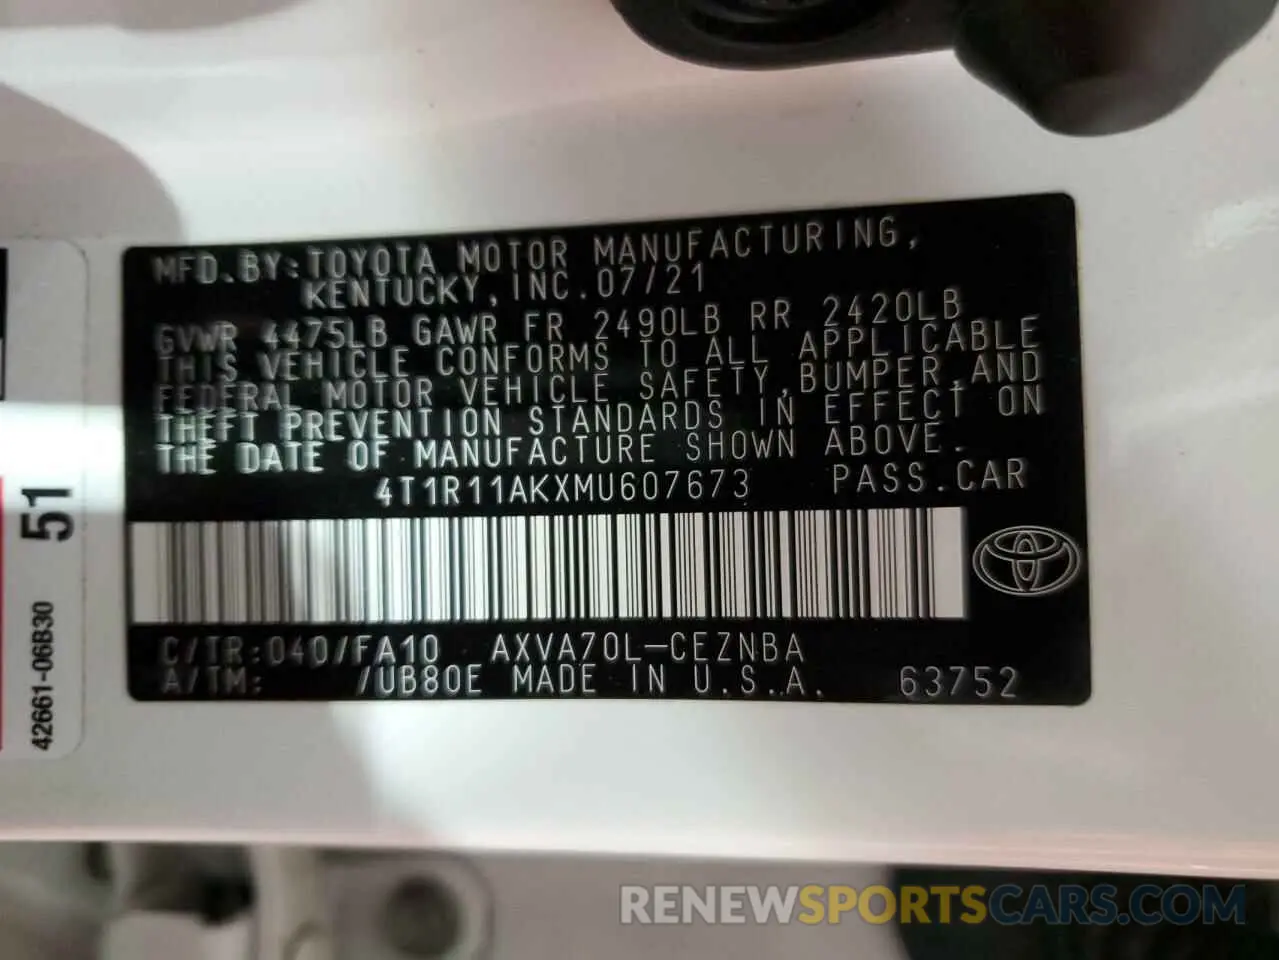 MFD.BY:TOYOTA MOTOR MANUFACTURING,
KENTUCKY,INC.07/21
GVWR 4475LB GAWR FR 2490LB RR 2420LB
THIS VEHICLE CONFORMS TO ALL APPLICABLE
FEDERAL MOTOR VEHICLE SAFETY,BUMPER,AND
THEFT PREVENTION STANDARDS IN EFFECT ON
THE DATE OF MANUFACTURE SHOWN ABOVE.
4T1R11AKXMU607673 PASS.CAR
C/TR:040/FA10 AXVA70L-CEZNBA
A/TM: /UB80E MADE IN U.S.A. 63752
51
42661-06B30
RENEWSPORTSCARS.COM